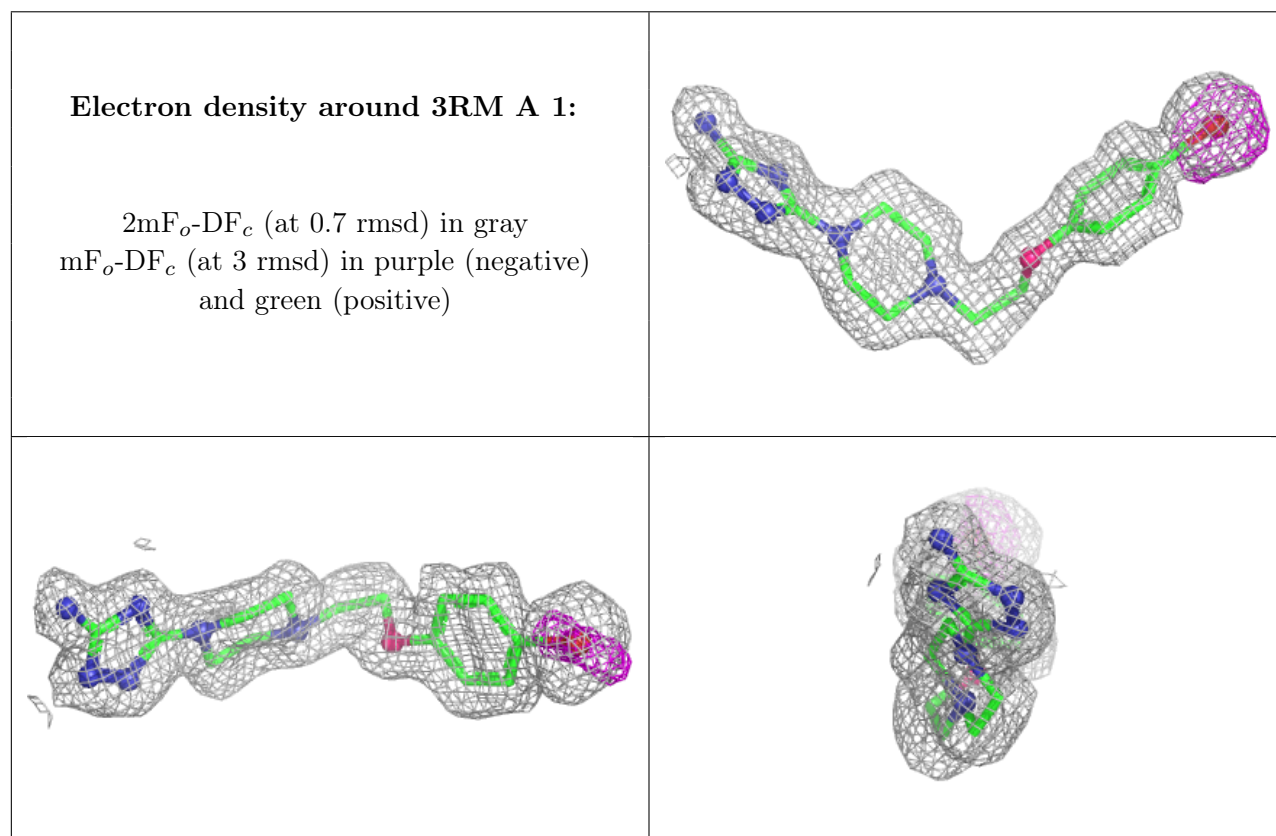 Electron density around 3RM A 1:
2mFo-DFc (at 0.7 rmsd) in gray
mFo-DFc (at 3 rmsd) in purple (negative)
and green (positive)